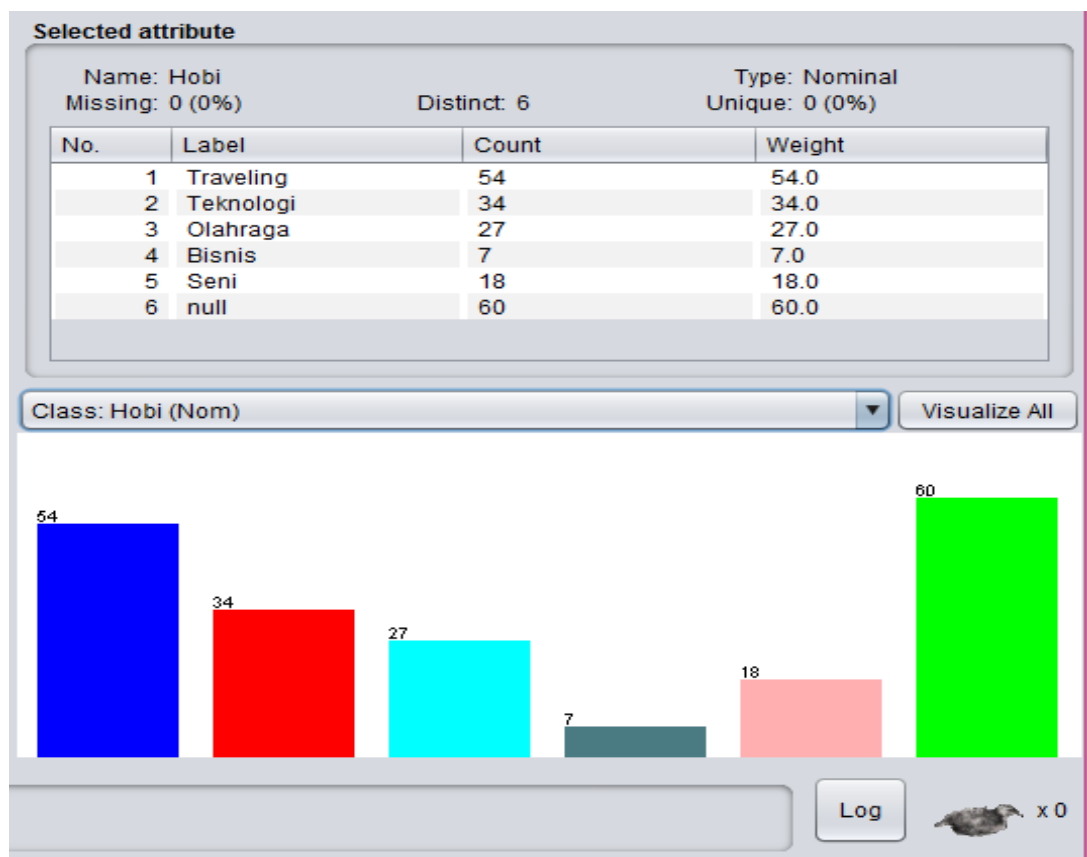 Selected attribute
Name: Hobi Type: Nominal
Missing: 0 (0%) Distinct: 6 Unique: 0 (0%)
No. Label Count Weight
1 Traveling 54 54.0
2 Teknologi 34 34.0
3 Olahraga 27 27.0
4 Bisnis 7 7.0
5 Seni 18 18.0
6 null 60 60.0
Class: Hobi (Nom) Visualize All
54 34 27 7 18 60
Log x 0